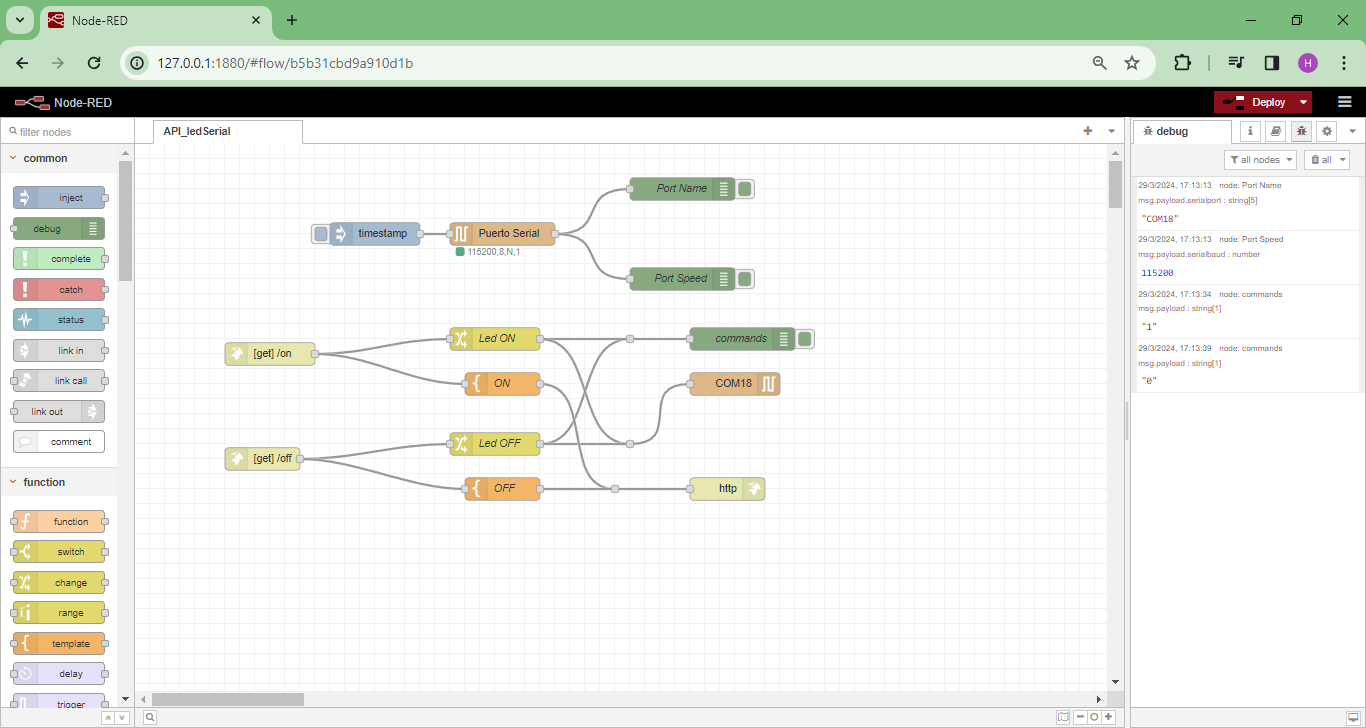 Node-RED
127.0.0.1:1880/#flow/b5b31cbd9a910d1b
H
Node-RED
Deploy
filter nodes
common
inject
debug
complete
catch
status
link in
link call
link out
comment
function
function
switch
change
range
template
delay
trigger
API_ledSerial
timestamp
Puerto Serial
115200,8,N,1
Port Name
Port Speed
[get] /on
Led ON
ON
commands
COM18
[get] /off
Led OFF
OFF
http
debug
all nodes
all
29/3/2024, 17:13:13 node: Port Name
msg.payload.serialport : string[5]
"COM18"
29/3/2024, 17:13:13 node: Port Speed
msg.payload.serialbaud : number
115200
29/3/2024, 17:13:34 node: commands
msg.payload : string[1]
"1"
29/3/2024, 17:13:39 node: commands
msg.payload : string[1]
"0"